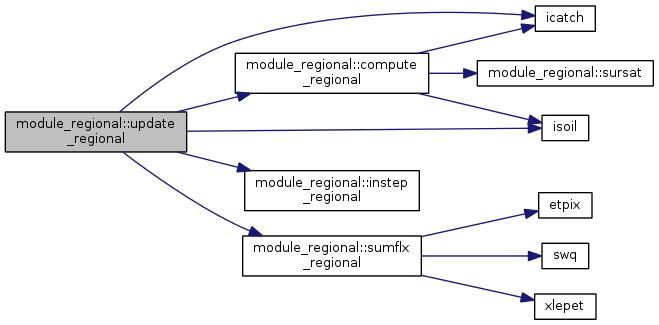 icatch
module_regional::compute
_regional
module_regional::sursat
module_regional::update
_regional
isoil
module_regional::instep
_regional
etpix
module_regional::sumflx
_regional
swq
xlepet